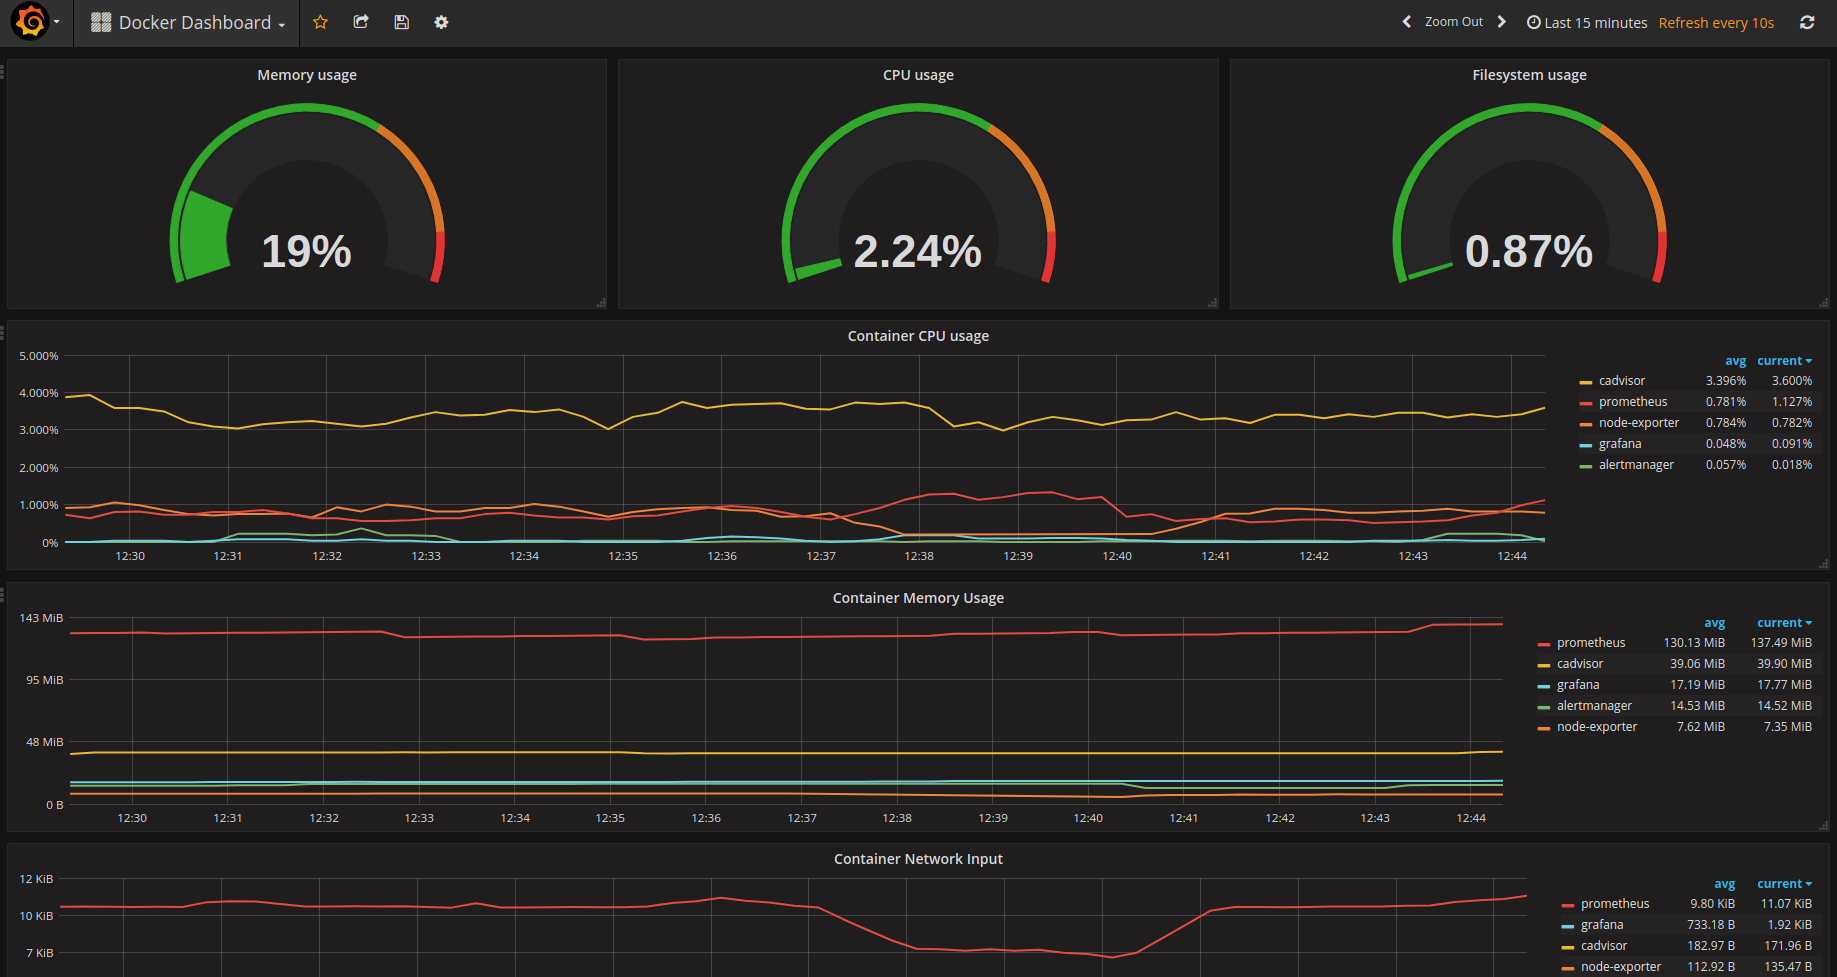 Docker Dashboard
Zoom Out
Last 15 minutes
Refresh every 10s
Memory usage
19%
CPU usage
2.24%
Filesystem usage
0.87%
Container CPU usage
5.000%
4.000%
3.000%
2.000%
1.000%
0%
12:30 12:31 12:32 12:33 12:34 12:35 12:36 12:37 12:38 12:39 12:40 12:41 12:42 12:43 12:44
avg current
cadvisor 3.396% 3.600%
prometheus 0.781% 1.127%
node-exporter 0.784% 0.782%
grafana 0.048% 0.091%
alertmanager 0.057% 0.018%
Container Memory Usage
143 MiB
95 MiB
48 MiB
0 B
12:30 12:31 12:32 12:33 12:34 12:35 12:36 12:37 12:38 12:39 12:40 12:41 12:42 12:43 12:44
avg current
prometheus 130.13 MiB 137.49 MiB
cadvisor 39.06 MiB 39.90 MiB
grafana 17.19 MiB 17.77 MiB
alertmanager 14.53 MiB 14.52 MiB
node-exporter 7.62 MiB 7.35 MiB
Container Network Input
12 KiB
10 KiB
7 KiB
avg current
prometheus 9.80 KiB 11.07 KiB
grafana 733.18 B 1.92 KiB
cadvisor 182.97 B 171.96 B
node-exporter 112.92 B 135.47 B